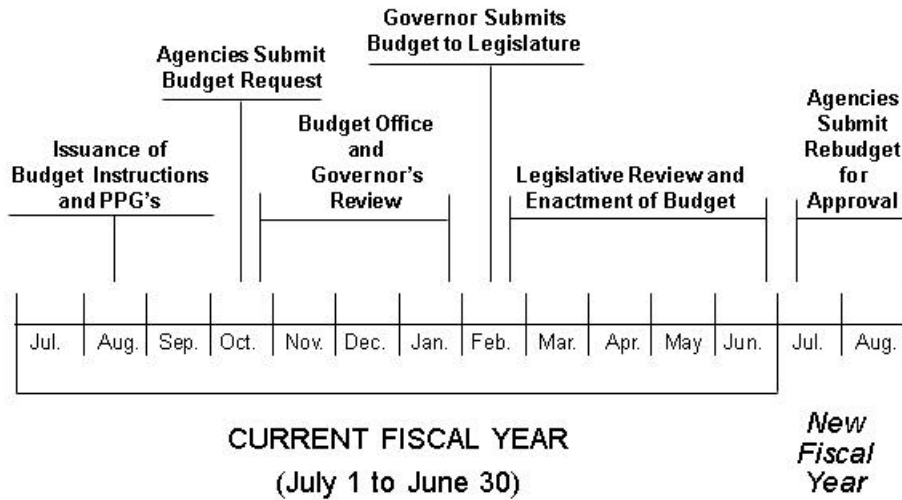 Governor Submits
Budget to Legislature
Agencies Submit
Budget Request
Agencies
Submit
Rebudget
for
Approval
Budget Office
and
Governor's
Review
Issuance of
Budget Instructions
and PPG's
Legislative Review and
Enactment of Budget
Jul. Aug. Sep. Oct. Nov. Dec. Jan. Feb. Mar. Apr. May Jun. Jul. Aug.
CURRENT FISCAL YEAR
(July 1 to June 30)
New
Fiscal
Year